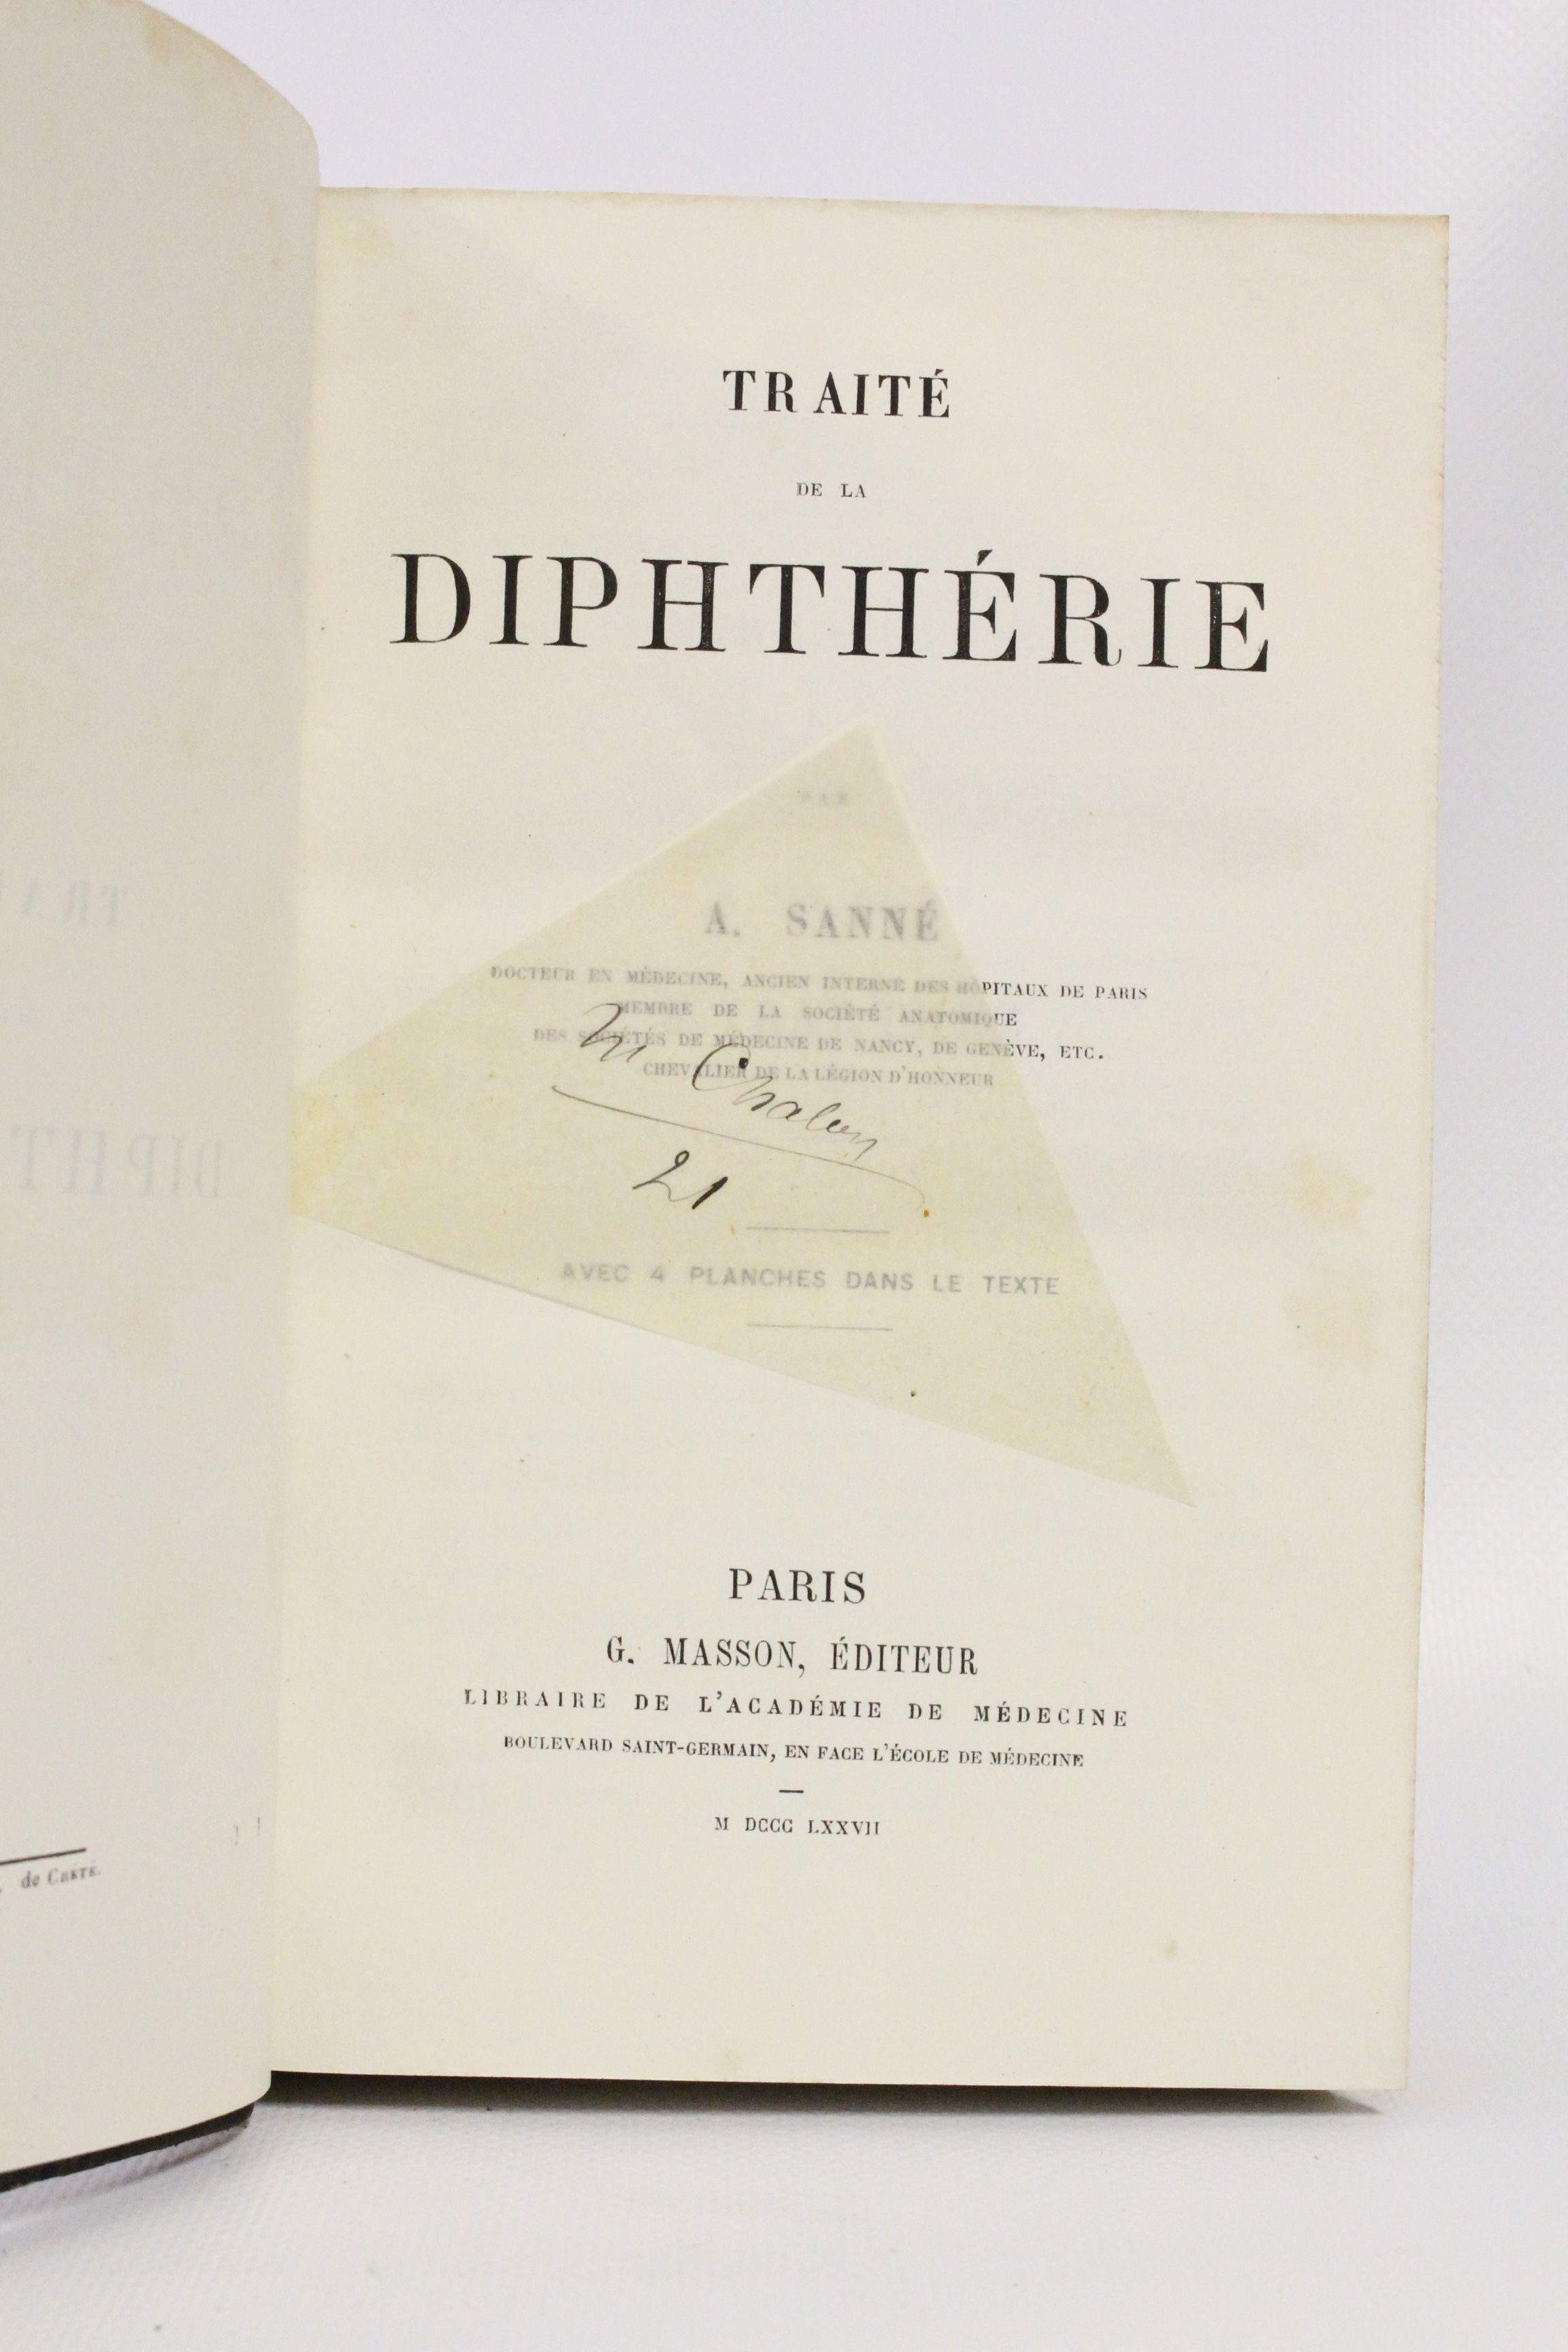 TRAITÉ
DE LA
DIPHTHÉRIE
PAR
A. SANNÉ
DOCTEUR EN MÉDECINE, ANCIEN INTERNE DES HÔPITAUX DE PARIS
MEMBRE DE LA SOCIÉTÉ ANATOMIQUE
DES SOCIÉTÉS DE MÉDECINE DE NANCY, DE GENÈVE, ETC.
CHEVALIER DE LA LÉGION D'HONNEUR
21
AVEC 4 PLANCHES DANS LE TEXTE
PARIS
G. MASSON, ÉDITEUR
LIBRAIRE DE L'ACADÉMIE DE MÉDECINE
BOULEVARD SAINT-GERMAIN, EN FACE L'ÉCOLE DE MÉDECINE
M DCCC LXXVII
de CRÉTÉ.